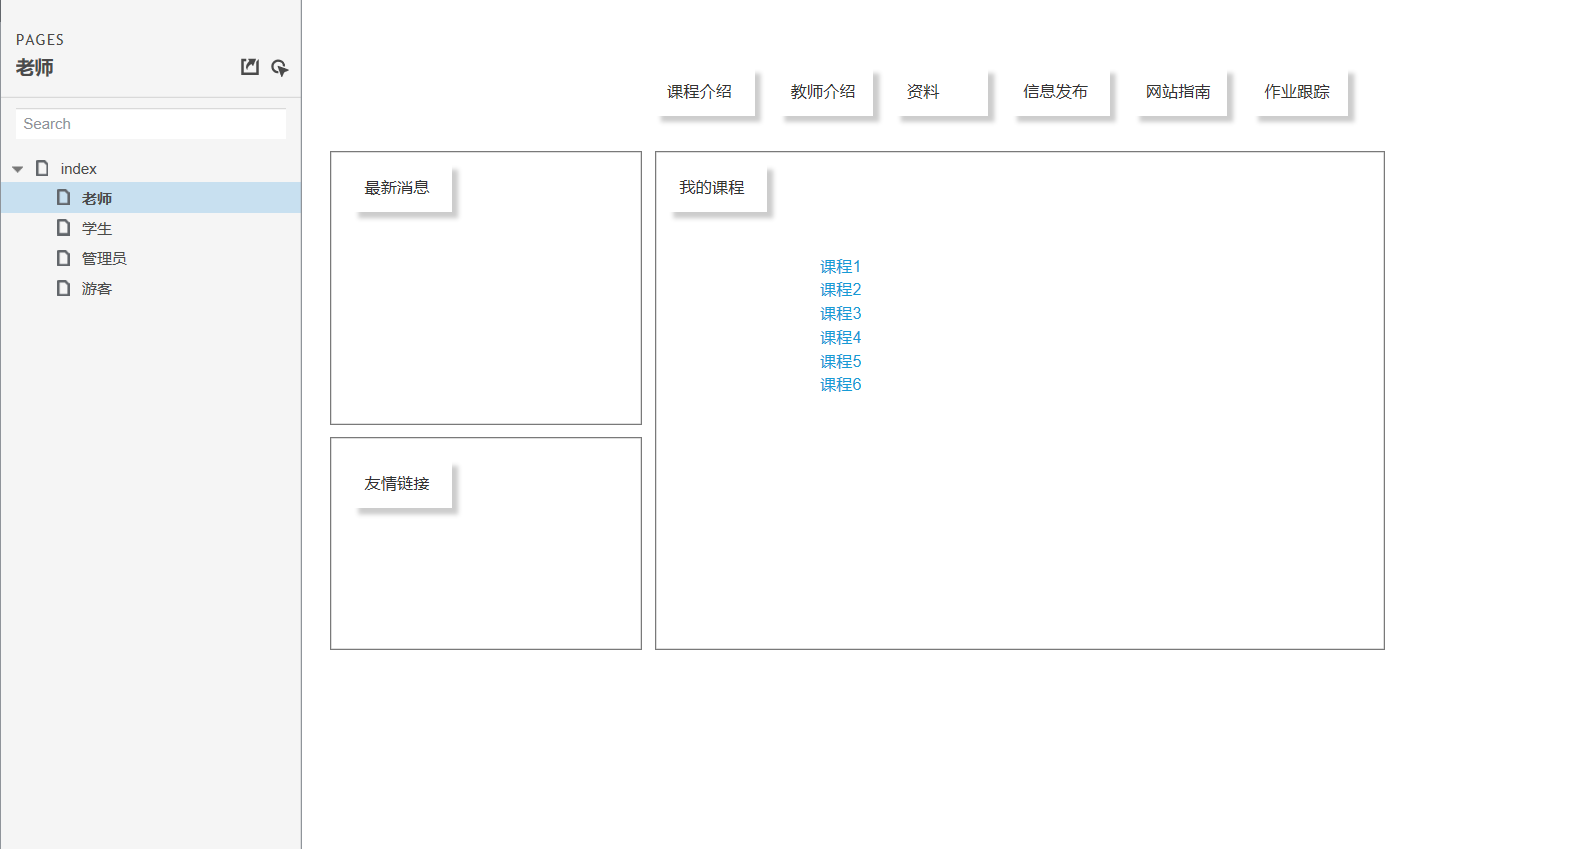 PAGES
老师
Search
index
老师
学生
管理员
游客
课程介绍 教师介绍 资料 信息发布 网站指南 作业跟踪
最新消息
我的课程
课程1
课程2
课程3
课程4
课程5
课程6
友情链接